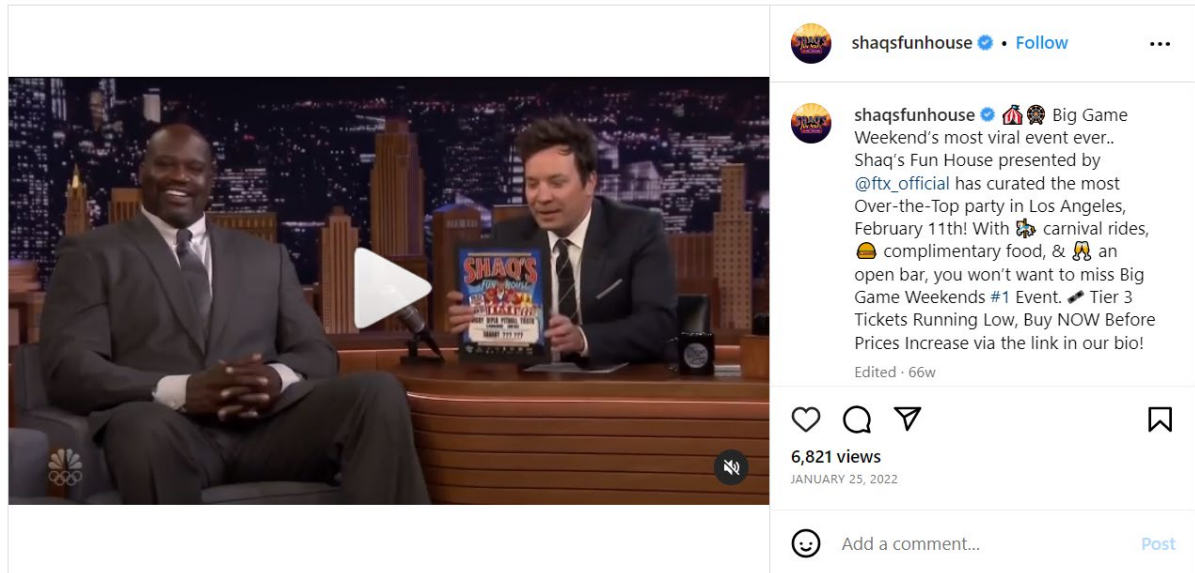 shaqsfunhouse • Follow
shaqsfunhouse 🎪🎡 Big Game
Weekend's most viral event ever..
Shaq's Fun House presented by
@ftx_official has curated the most
Over-the-Top party in Los Angeles,
February 11th! With 🎠 carnival rides,
🍔 complimentary food, & 🥂 an
open bar, you won't want to miss Big
Game Weekends #1 Event. 🎟 Tier 3
Tickets Running Low, Buy NOW Before
Prices Increase via the link in our bio!
Edited · 66w
6,821 views
JANUARY 25, 2022
Add a comment...
Post
SHAQ'S
FUN HOUSE